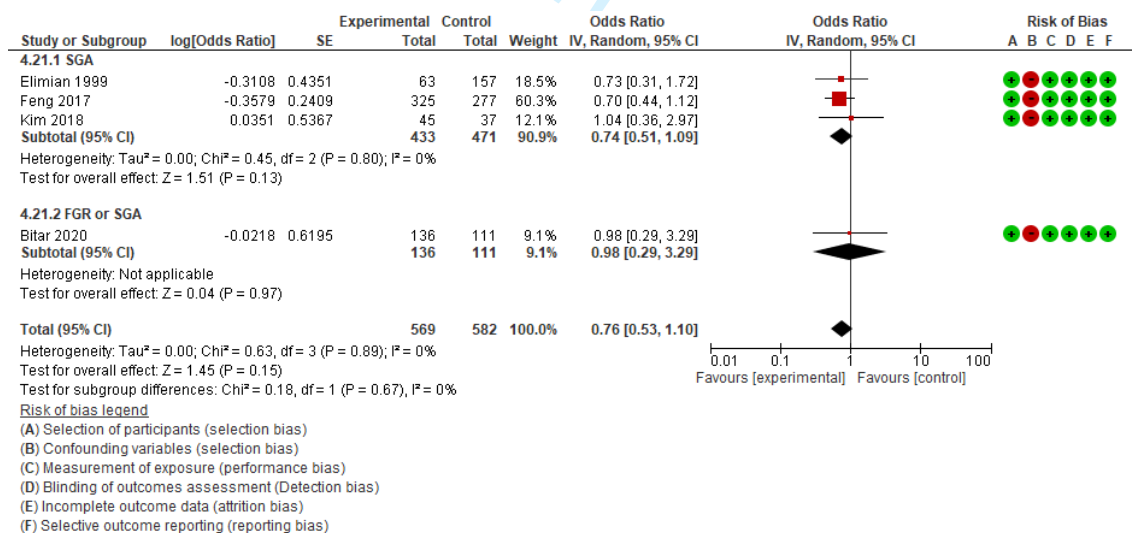 Experimental Control Odds Ratio Odds Ratio Risk of Bias
Study or Subgroup log[Odds Ratio] SE Total Total Weight IV, Random, 95% CI IV, Random, 95% CI A B C D E F
4.21.1 SGA
Elimian 1999 -0.3108 0.4351 63 157 18.5% 0.73 [0.31, 1.72] + - + + + +
Feng 2017 -0.3579 0.2409 325 277 60.3% 0.70 [0.44, 1.12] + - + + + +
Kim 2018 0.0351 0.5367 45 37 12.1% 1.04 [0.36, 2.97] + - + + + +
Subtotal (95% CI) 433 471 90.9% 0.74 [0.51, 1.09]
Heterogeneity: Tau² = 0.00; Chi² = 0.45, df = 2 (P = 0.80); I² = 0%
Test for overall effect: Z = 1.51 (P = 0.13)
4.21.2 FGR or SGA
Bitar 2020 -0.0218 0.6195 136 111 9.1% 0.98 [0.29, 3.29] + - + + + +
Subtotal (95% CI) 136 111 9.1% 0.98 [0.29, 3.29]
Heterogeneity: Not applicable
Test for overall effect: Z = 0.04 (P = 0.97)
Total (95% CI) 569 582 100.0% 0.76 [0.53, 1.10]
Heterogeneity: Tau² = 0.00; Chi² = 0.63, df = 3 (P = 0.89); I² = 0%
Test for overall effect: Z = 1.45 (P = 0.15)
Test for subgroup differences: Chi² = 0.18, df = 1 (P = 0.67), I² = 0%
0.01 0.1 1 10 100
Favours [experimental] Favours [control]
Risk of bias legend
(A) Selection of participants (selection bias)
(B) Confounding variables (selection bias)
(C) Measurement of exposure (performance bias)
(D) Blinding of outcomes assessment (Detection bias)
(E) Incomplete outcome data (attrition bias)
(F) Selective outcome reporting (reporting bias)